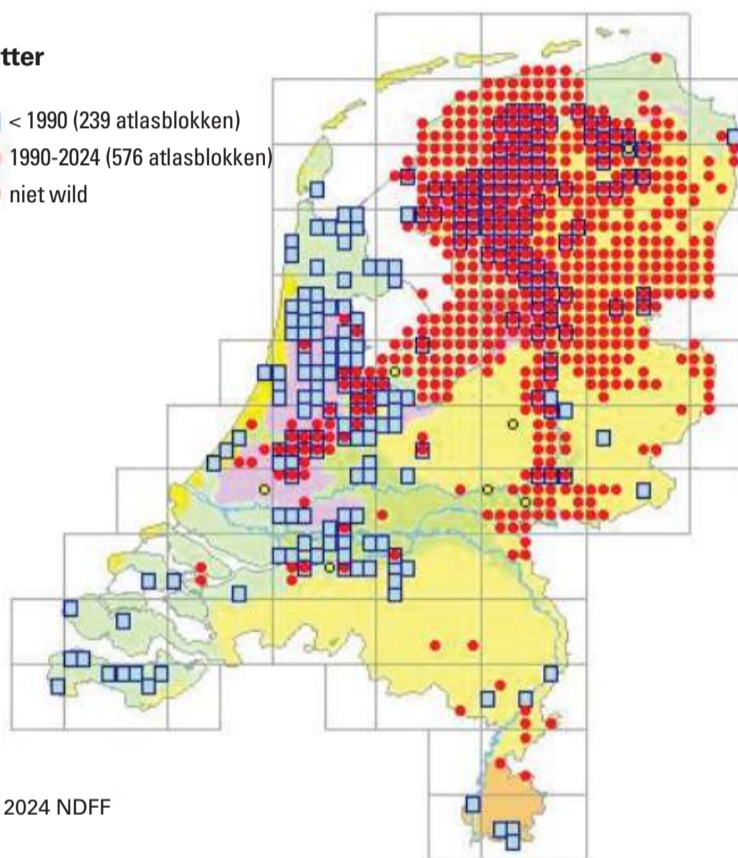 tter
< 1990 (239 atlasblokken)
1990-2024 (576 atlasblokken)
niet wild
2024 NDFF